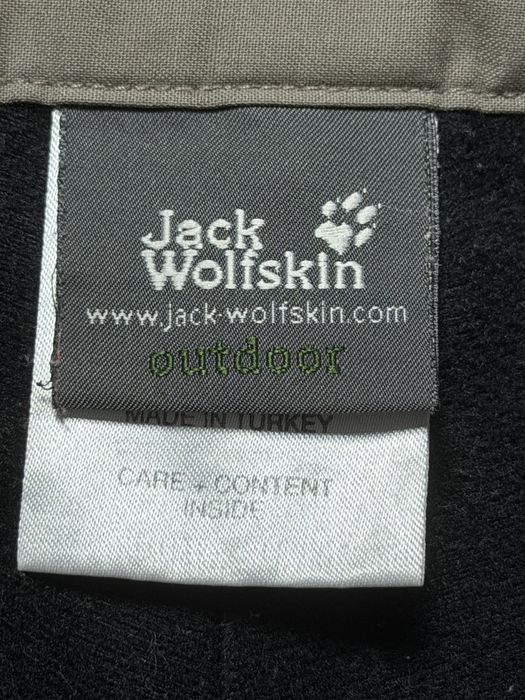 Jack
Wolfskin
www.jack-wolfskin.com
outdoor
MADE IN TURKEY
CARE + CONTENT
INSIDE